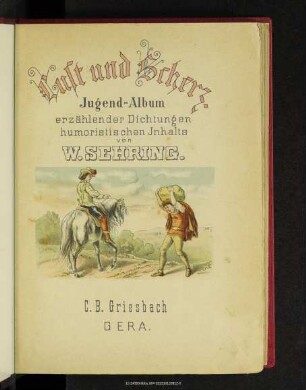 Lust und Scherz.
Jugend-Album
erzählender Dichtungen
humoristischen Inhalts
von
W. SEHRING.
C. B. Griesbach
GERA.